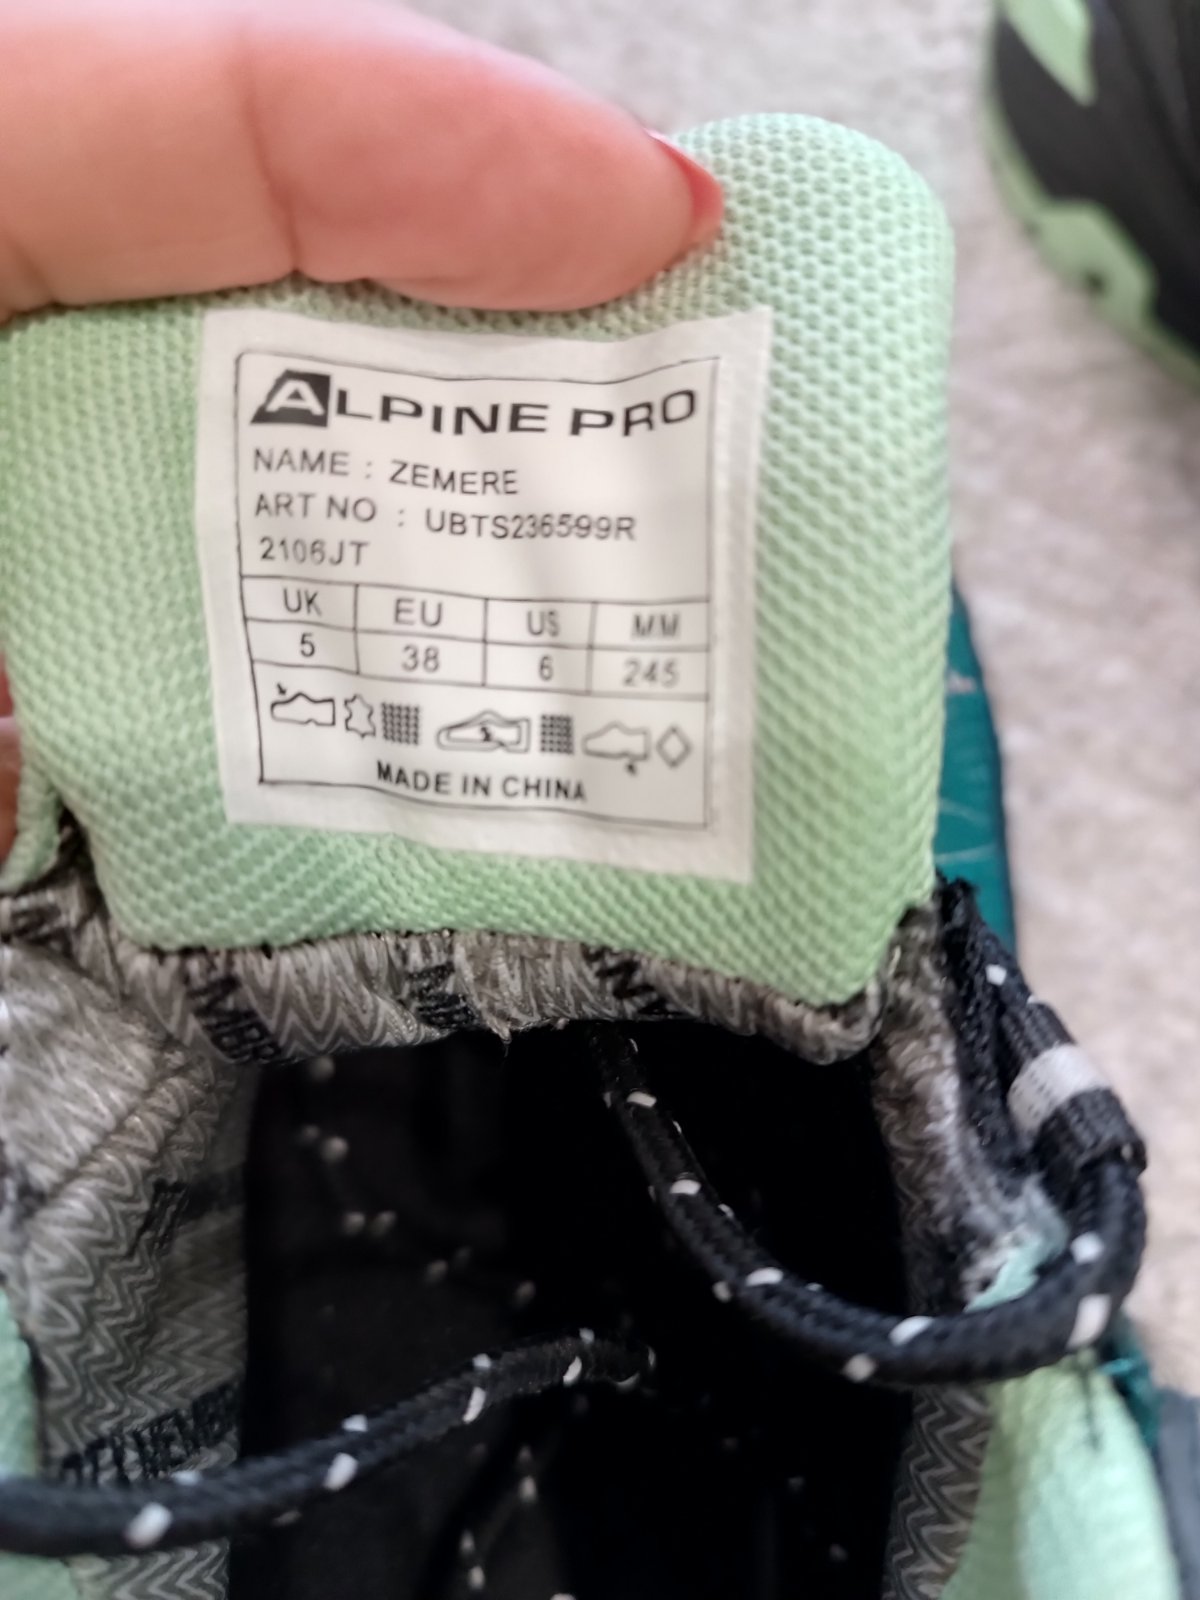 ALPINE PRO
NAME : ZEMERE
ART NO : UBTS236599R
2106JT
UK EU US MM
5 38 6 245
MADE IN CHINA